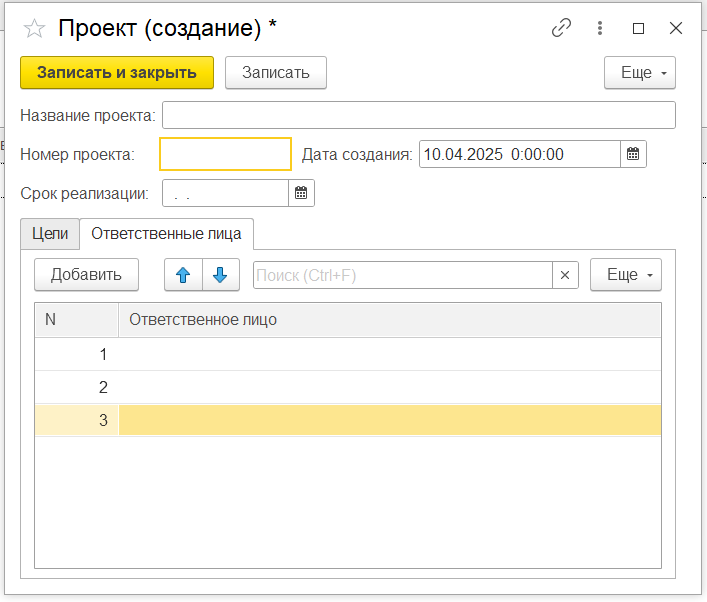 Проект (создание) *
Записать и закрыть Записать Еще
Название проекта:
Номер проекта: Дата создания: 10.04.2025 0:00:00
Срок реализации: . .
Цели Ответственные лица
Добавить Поиск (Ctrl+F) × Еще
N Ответственное лицо
1
2
3